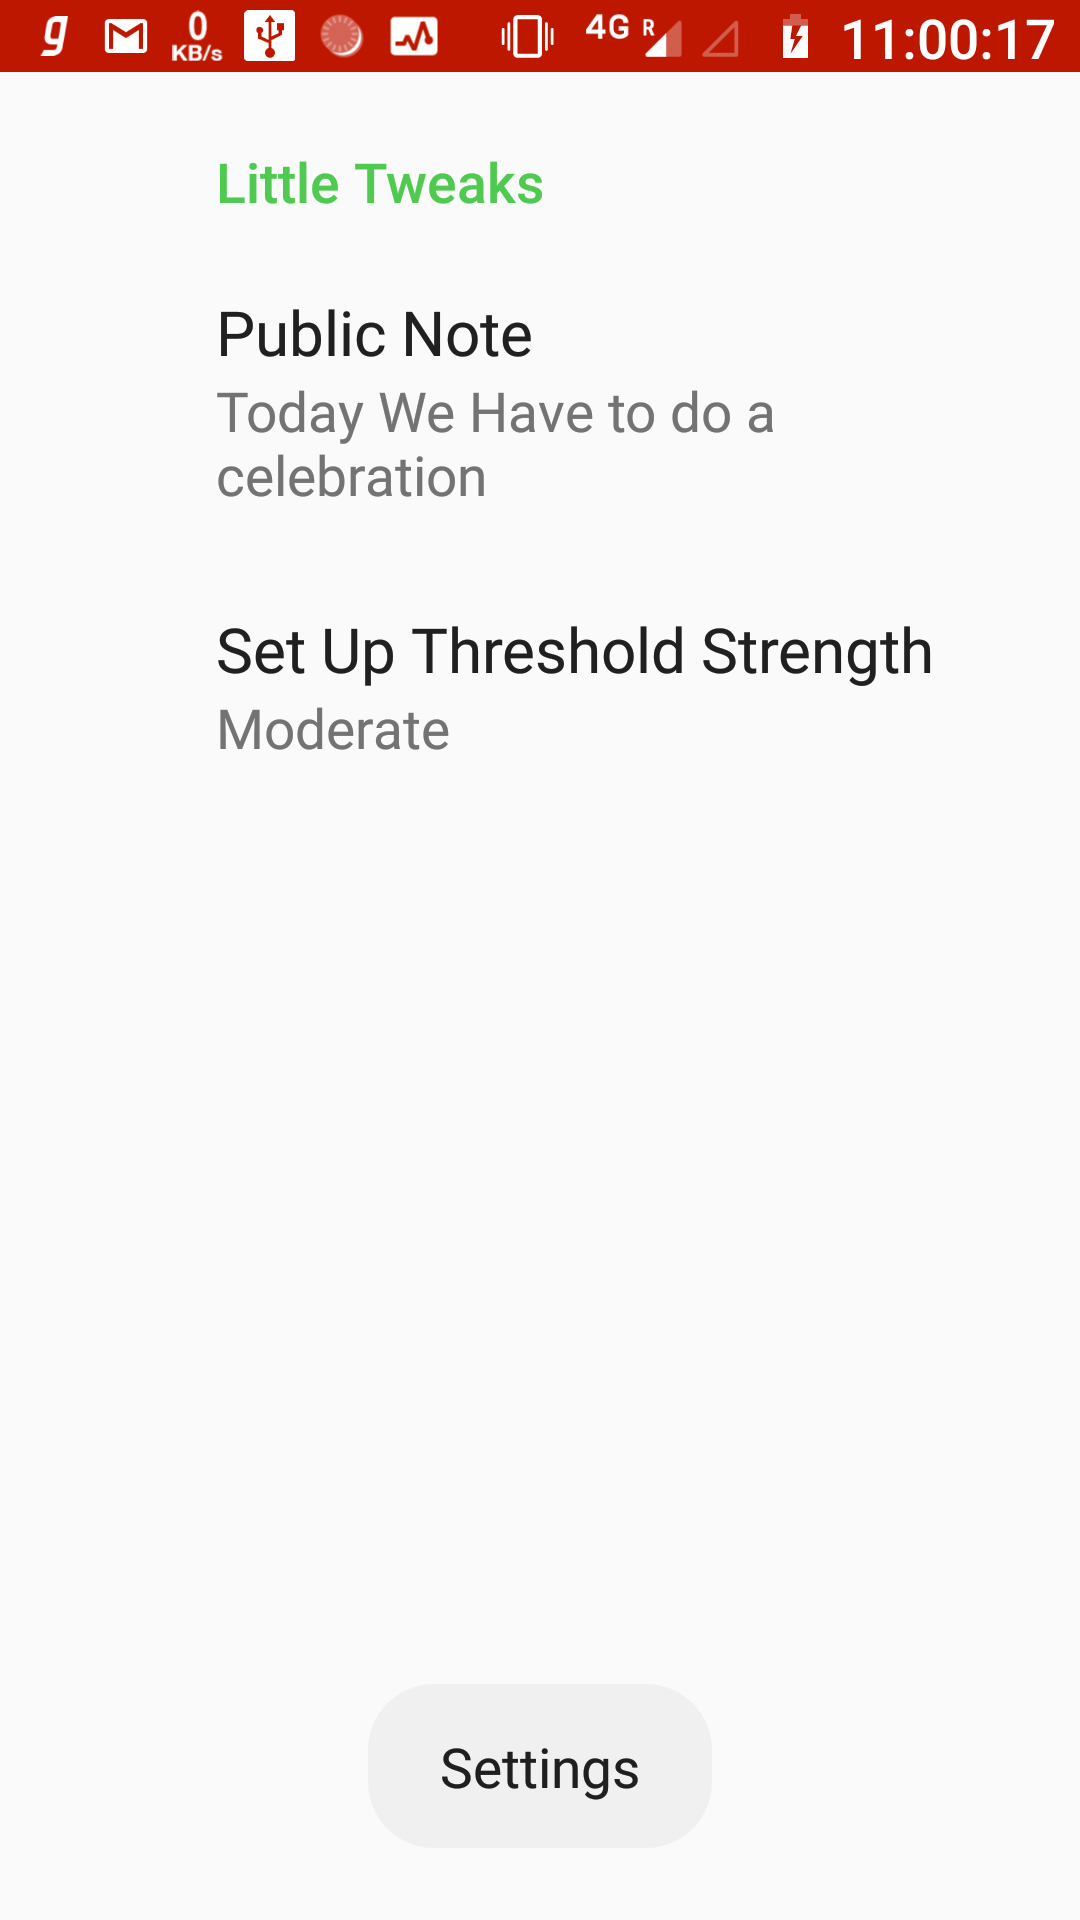 g 0 KB/s 4G R 11:00:17
Little Tweaks
Public Note
Today We Have to do a
celebration
Set Up Threshold Strength
Moderate
Settings